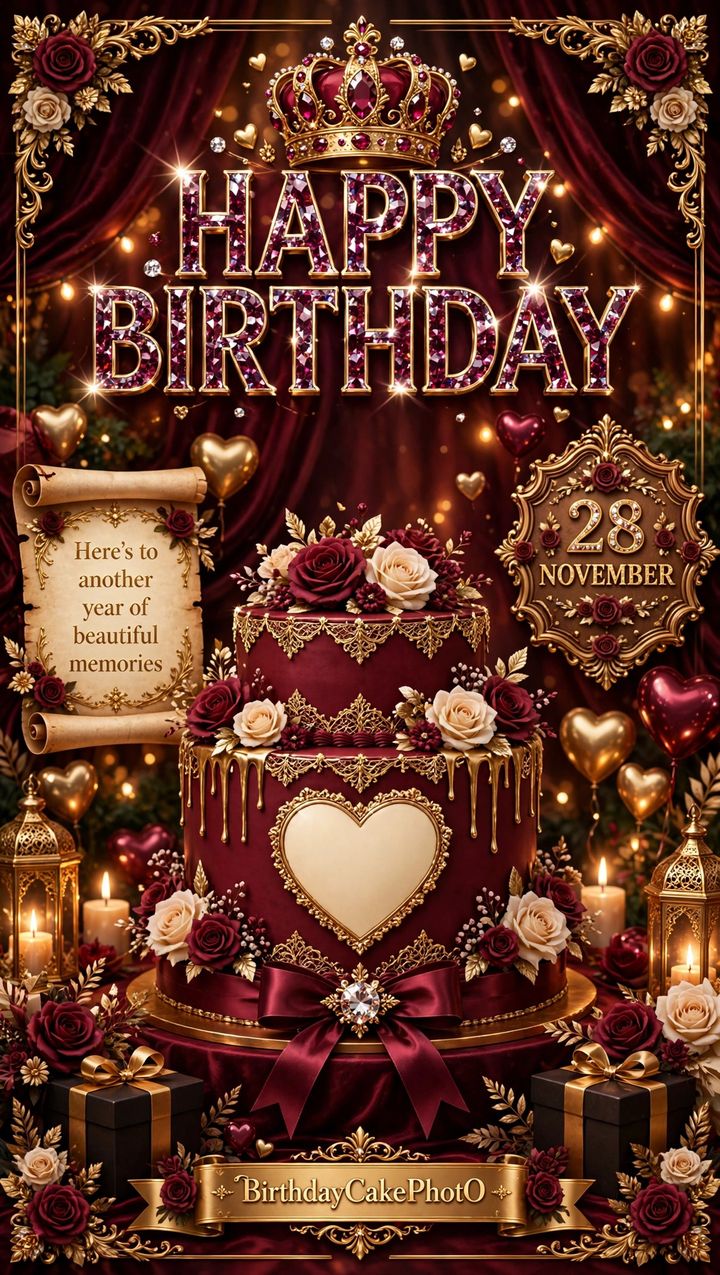 HAPPY
BIRTHDAY
Here's to
another
year of
beautiful
memories
28
NOVEMBER
BirthdayCakePhotO